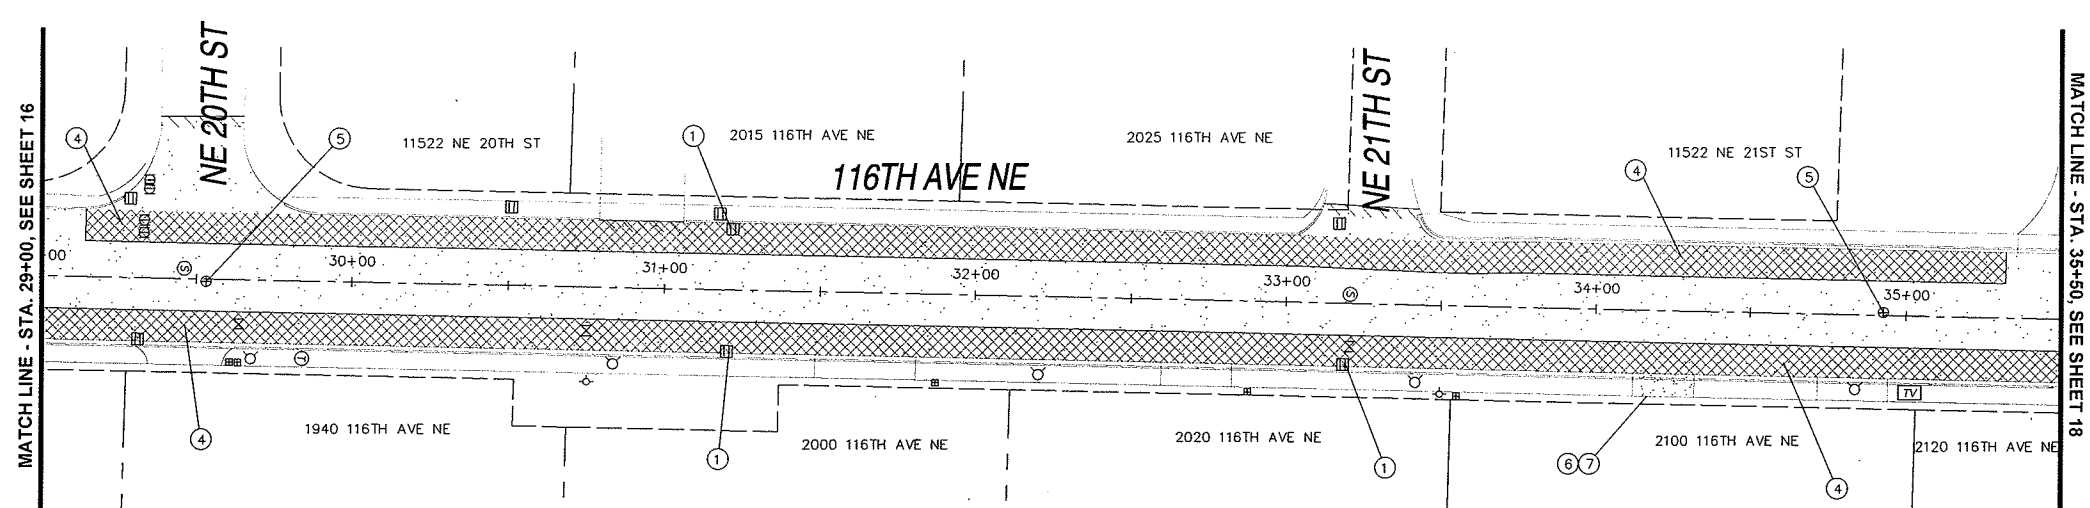 MATCH LINE - STA. 29+00, SEE SHEET 16
NE 20TH ST
NE 21TH ST
MATCH LINE - STA. 35+50, SEE SHEET 18
4
5
11522 NE 20TH ST
1
2015 116TH AVE NE
2025 116TH AVE NE
116TH AVE NE
4
11522 NE 21ST ST
5
00
30+00
31+00
32+00
33+00
34+00
35+00
S
S
T
TV
4
1940 116TH AVE NE
1
2000 116TH AVE NE
2020 116TH AVE NE
1
6 7
2100 116TH AVE NE
4
2120 116TH AVE NE